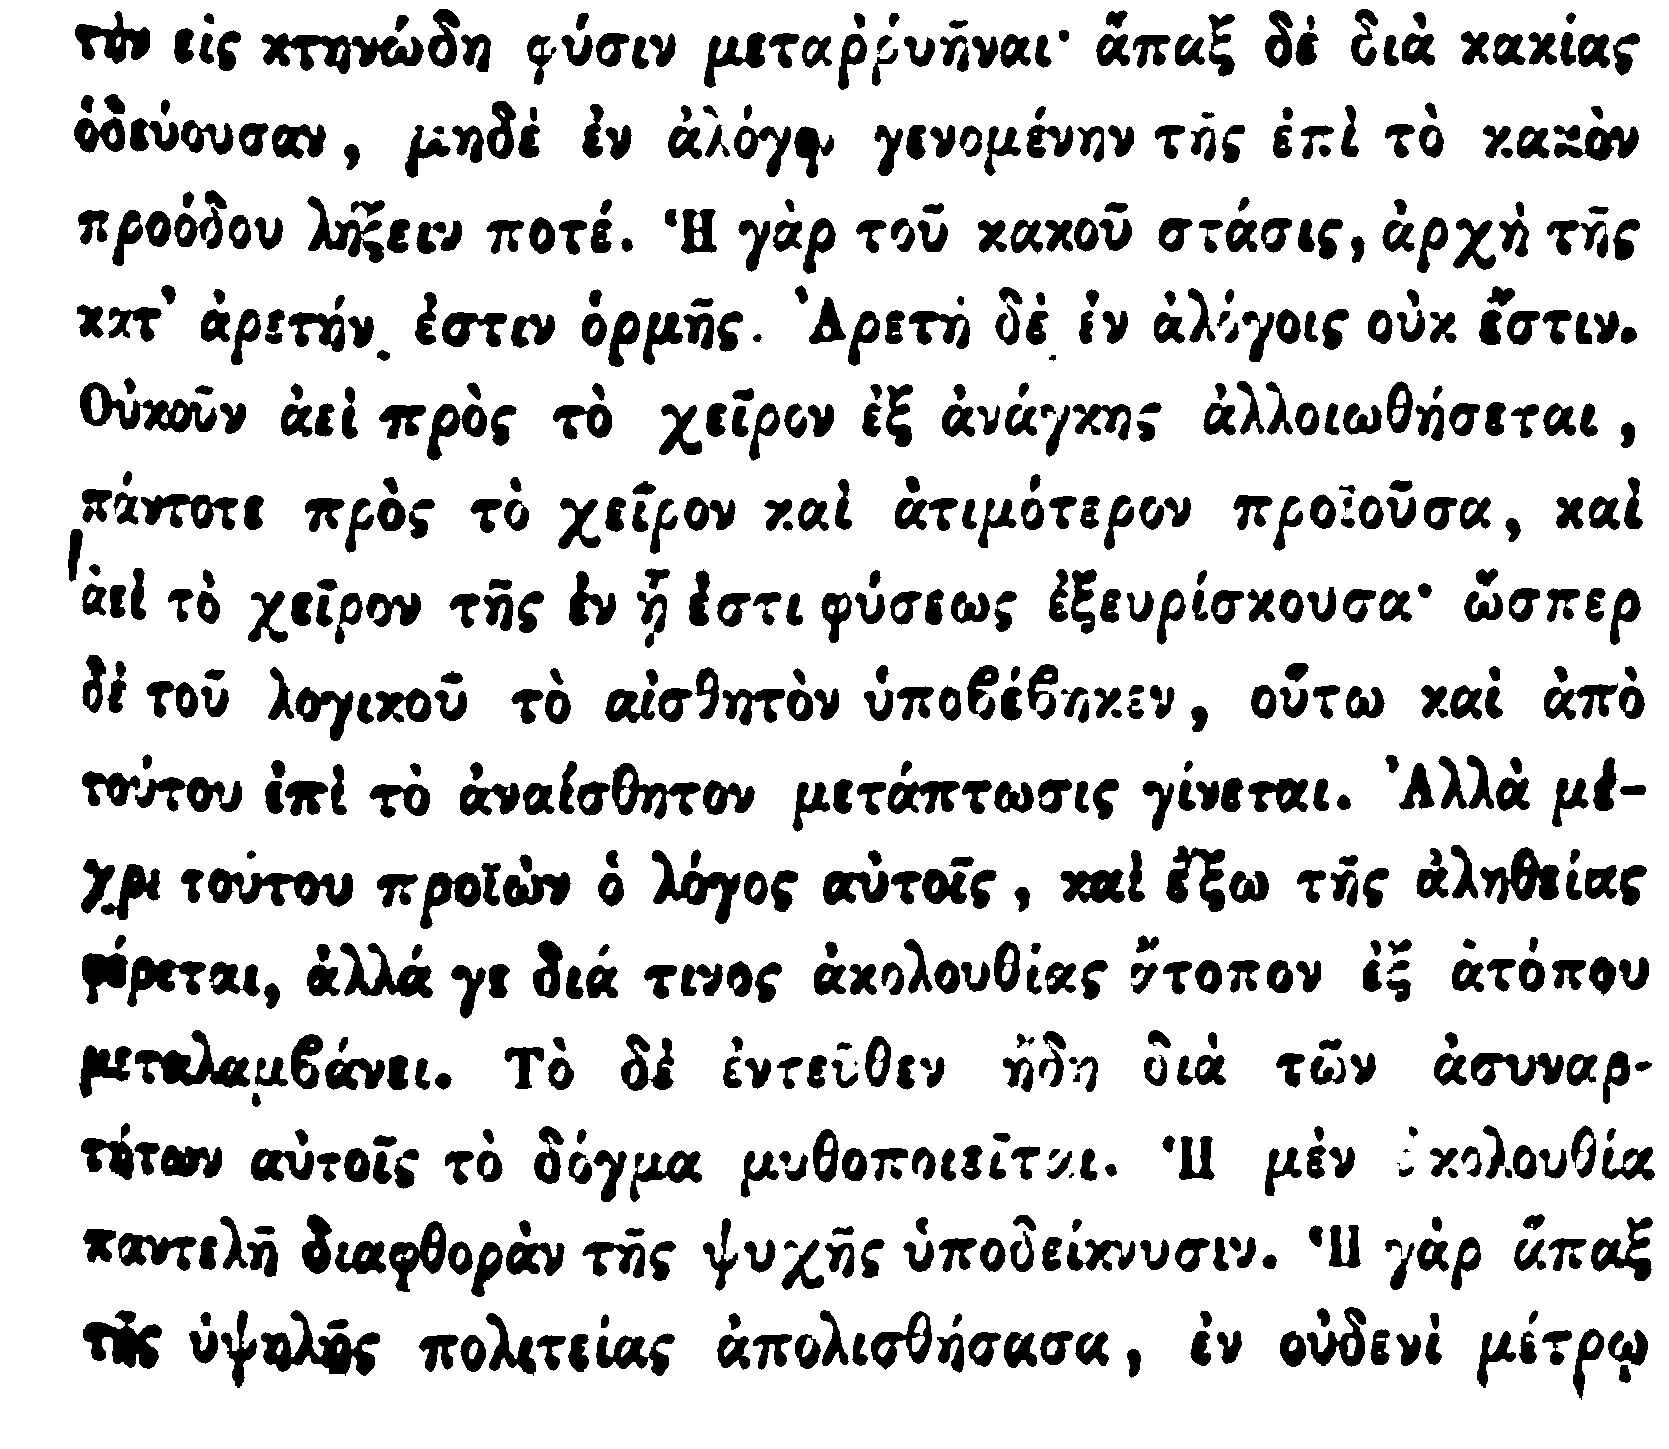 τὸν εἰς κτηνώδη φύσιν μεταῤῥυῆναι· ἅπαξ δὲ διὰ κακίας
ὁδεύουσαν, μηδὲ ἐν ἀλόγῳ γενομένην τῆς ἐπὶ τὸ κακὸν
προόδου λήξειν ποτέ. Ἡ γὰρ τοῦ κακοῦ στάσις, ἀρχὴ τῆς
κατ’ ἀρετήν ἐστιν ὁρμῆς. Ἀρετὴ δὲ ἐν ἀλόγοις οὐκ ἔστιν.
Οὐκοῦν ἀεὶ πρὸς τὸ χεῖρον ἐξ ἀνάγκης ἀλλοιωθήσεται,
πάντοτε πρὸς τὸ χεῖρον καὶ ἀτιμότερον προϊοῦσα, καὶ
ἀεὶ τὸ χεῖρον τῆς ἐν ᾗ ἐστι φύσεως ἐξευρίσκουσα· ὥσπερ
δὲ τοῦ λογικοῦ τὸ αἰσθητὸν ὑποβέβηκεν, οὕτω καὶ ἀπὸ
τούτου ἐπὶ τὸ ἀναίσθητον μετάπτωσις γίνεται. Ἀλλὰ μέ-
χρι τούτου προϊὼν ὁ λόγος αὐτοῖς, καὶ ἔξω τῆς ἀληθείας
φέρεται, ἀλλά γε διά τινος ἀκολουθίας ἄτοπον ἐξ ἀτόπου
μεταλαμβάνει. Τὸ δὲ ἐντεῦθεν ἤδη διὰ τῶν ἀσυναρ-
τήτων αὐτοῖς τὸ δόγμα μυθοποιεῖται. Ἡ μὲν ἀκολουθία
παντελῆ διαφθορὰν τῆς ψυχῆς ὑποδείκνυσιν. Ἡ γὰρ ἅπαξ
τῆς ὑψηλῆς πολιτείας ἀπολισθήσασα, ἐν οὐδενὶ μέτρῳ